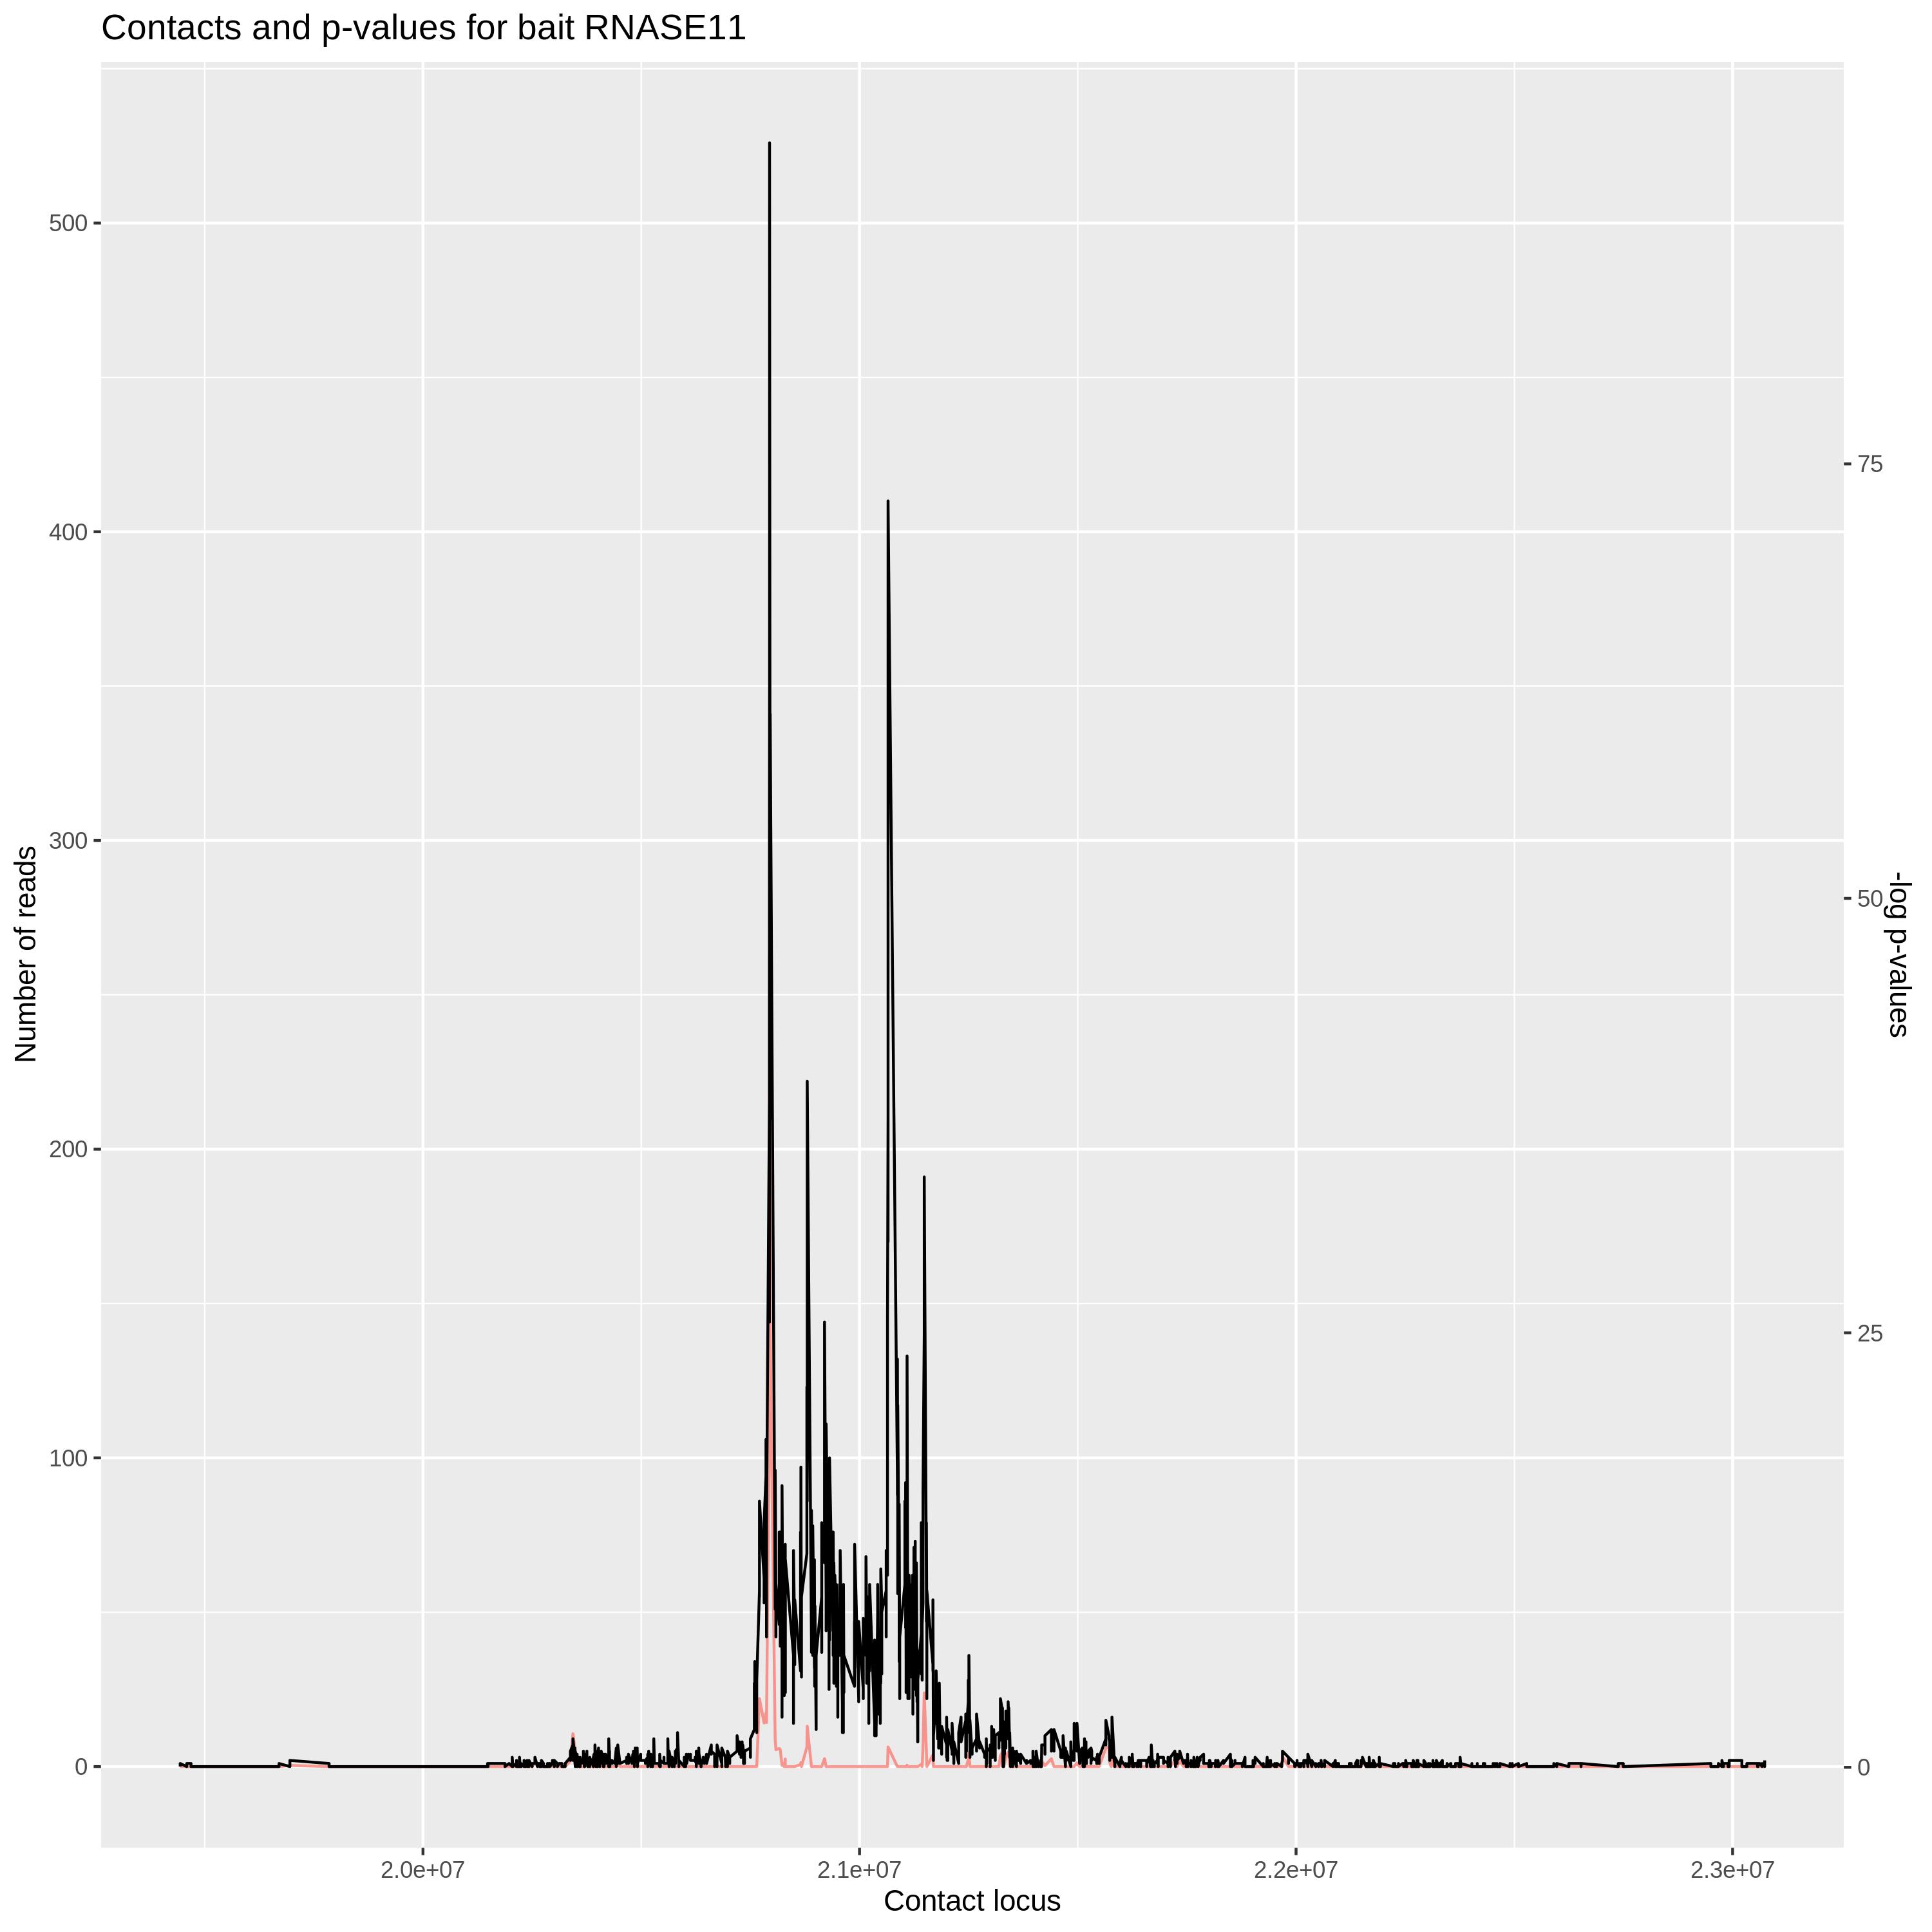 Contacts and p-values for bait RNASE11
Number of reads
500
400
300
200
100
0
75
50
25
0
-log p-values
2.0e+07
2.1e+07
2.2e+07
2.3e+07
Contact locus